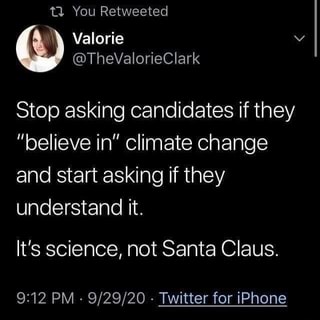 You Retweeted
Valorie
@TheValorieClark
Stop asking candidates if they
"believe in" climate change
and start asking if they
understand it.
It's science, not Santa Claus.
9:12 PM · 9/29/20 · Twitter for iPhone